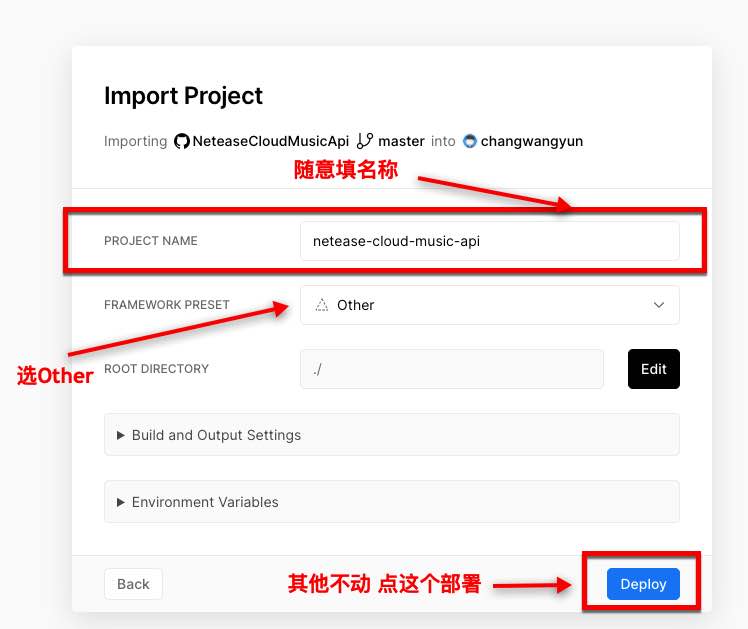 Import Project
Importing NeteaseCloudMusicApi master into changwangyun
随意填名称
PROJECT NAME netease-cloud-music-api
FRAMEWORK PRESET Other
选Other
ROOT DIRECTORY ./ Edit
Build and Output Settings
Environment Variables
Back 其他不动 点这个部署 Deploy